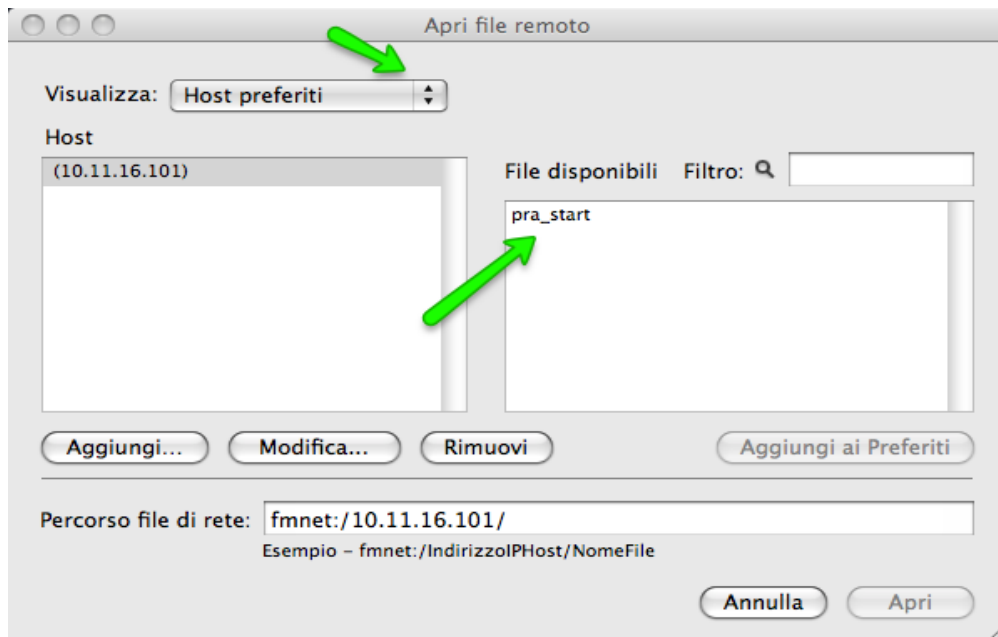 Apri file remoto
Visualizza: Host preferiti
Host
(10.11.16.101)
File disponibili Filtro:
pra_start
Aggiungi... Modifica... Rimuovi Aggiungi ai Preferiti
Percorso file di rete: fmnet:/10.11.16.101/
Esempio – fmnet:/IndirizzoIPHost/NomeFile
Annulla Apri